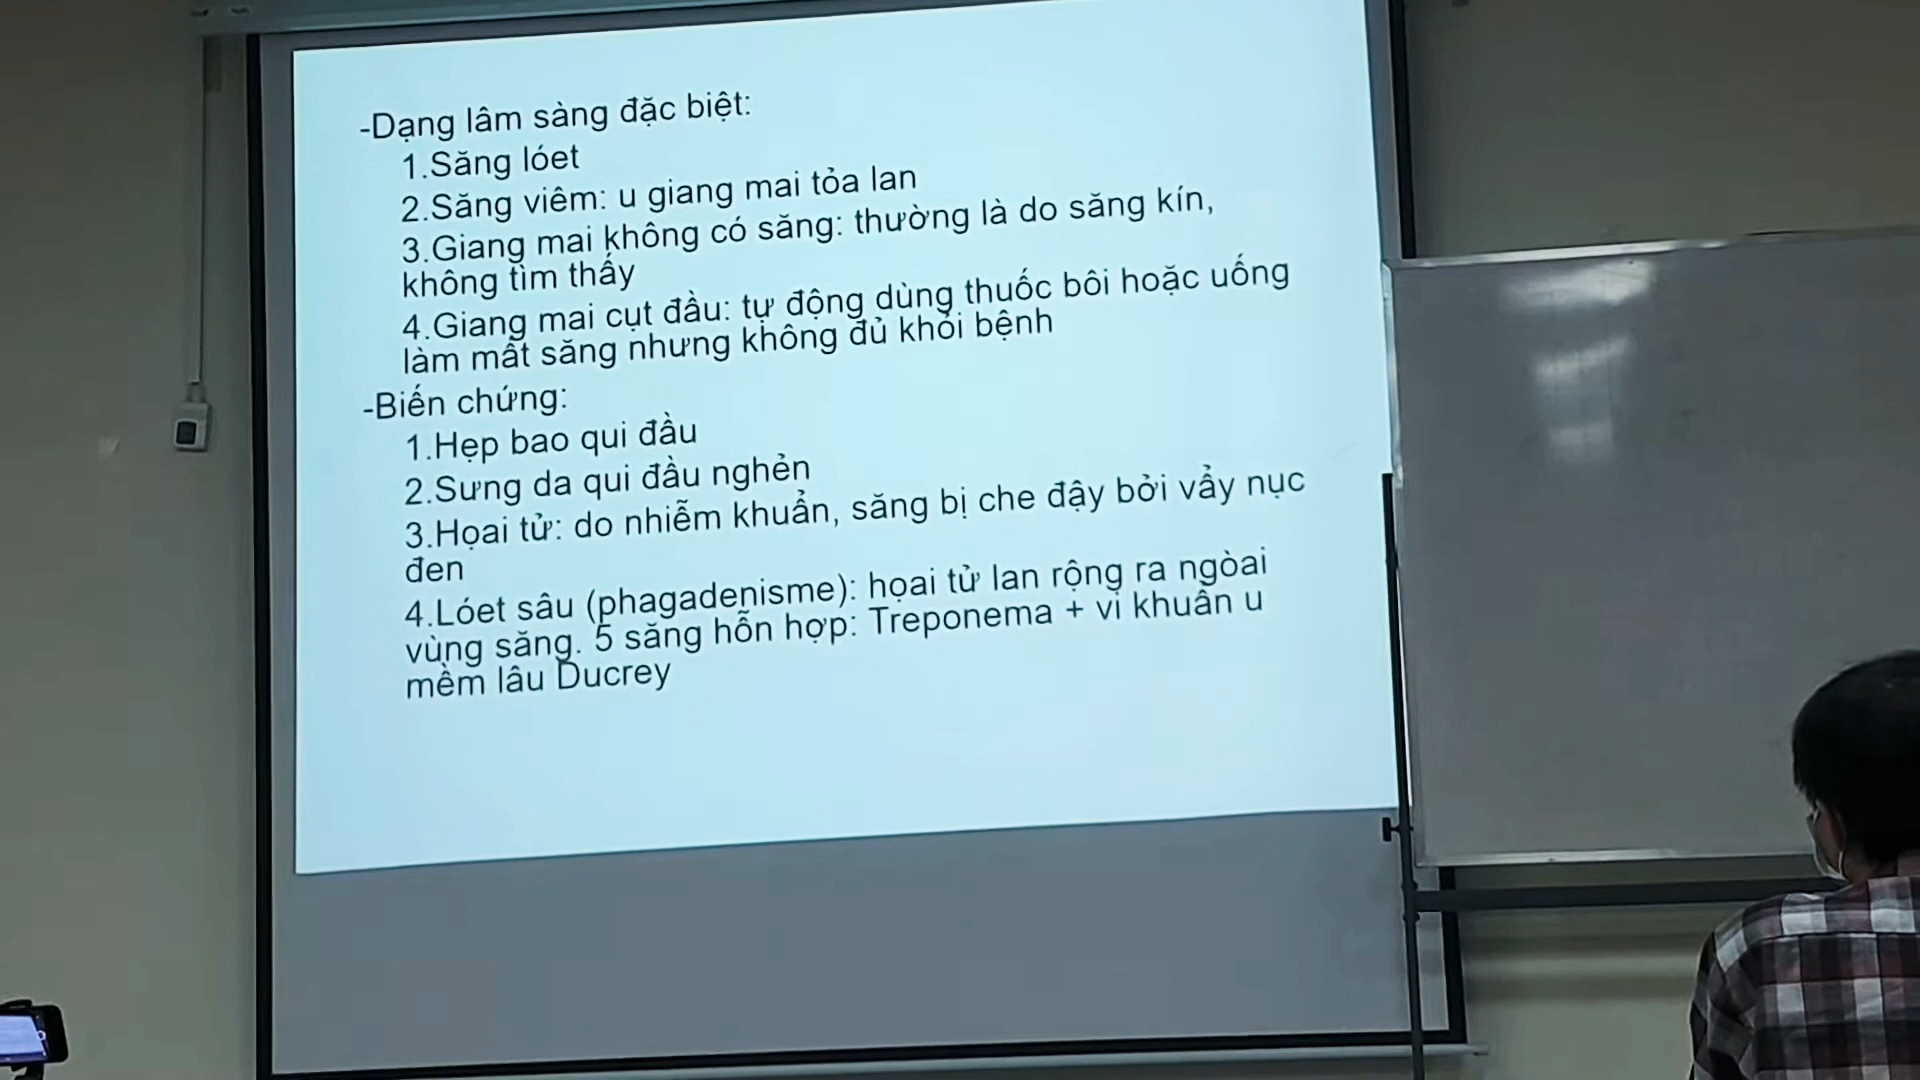 -Dạng lâm sàng đặc biệt:
1.Săng lóet
2.Săng viêm: u giang mai tỏa lan
3.Giang mai không có săng: thường là do săng kín,
không tìm thấy
4.Giang mai cụt đầu: tự động dùng thuốc bôi hoặc uống
làm mất săng nhưng không đủ khỏi bệnh
-Biến chứng:
1.Hẹp bao qui đầu
2.Sưng da qui đầu nghẻn
3.Họai tử: do nhiễm khuẩn, săng bị che đậy bởi vẩy nục
đen
4.Lóet sâu (phagadenisme): họai tử lan rộng ra ngòai
vùng săng. 5 săng hỗn hợp: Treponema + vi khuẩn u
mềm lâu Ducrey